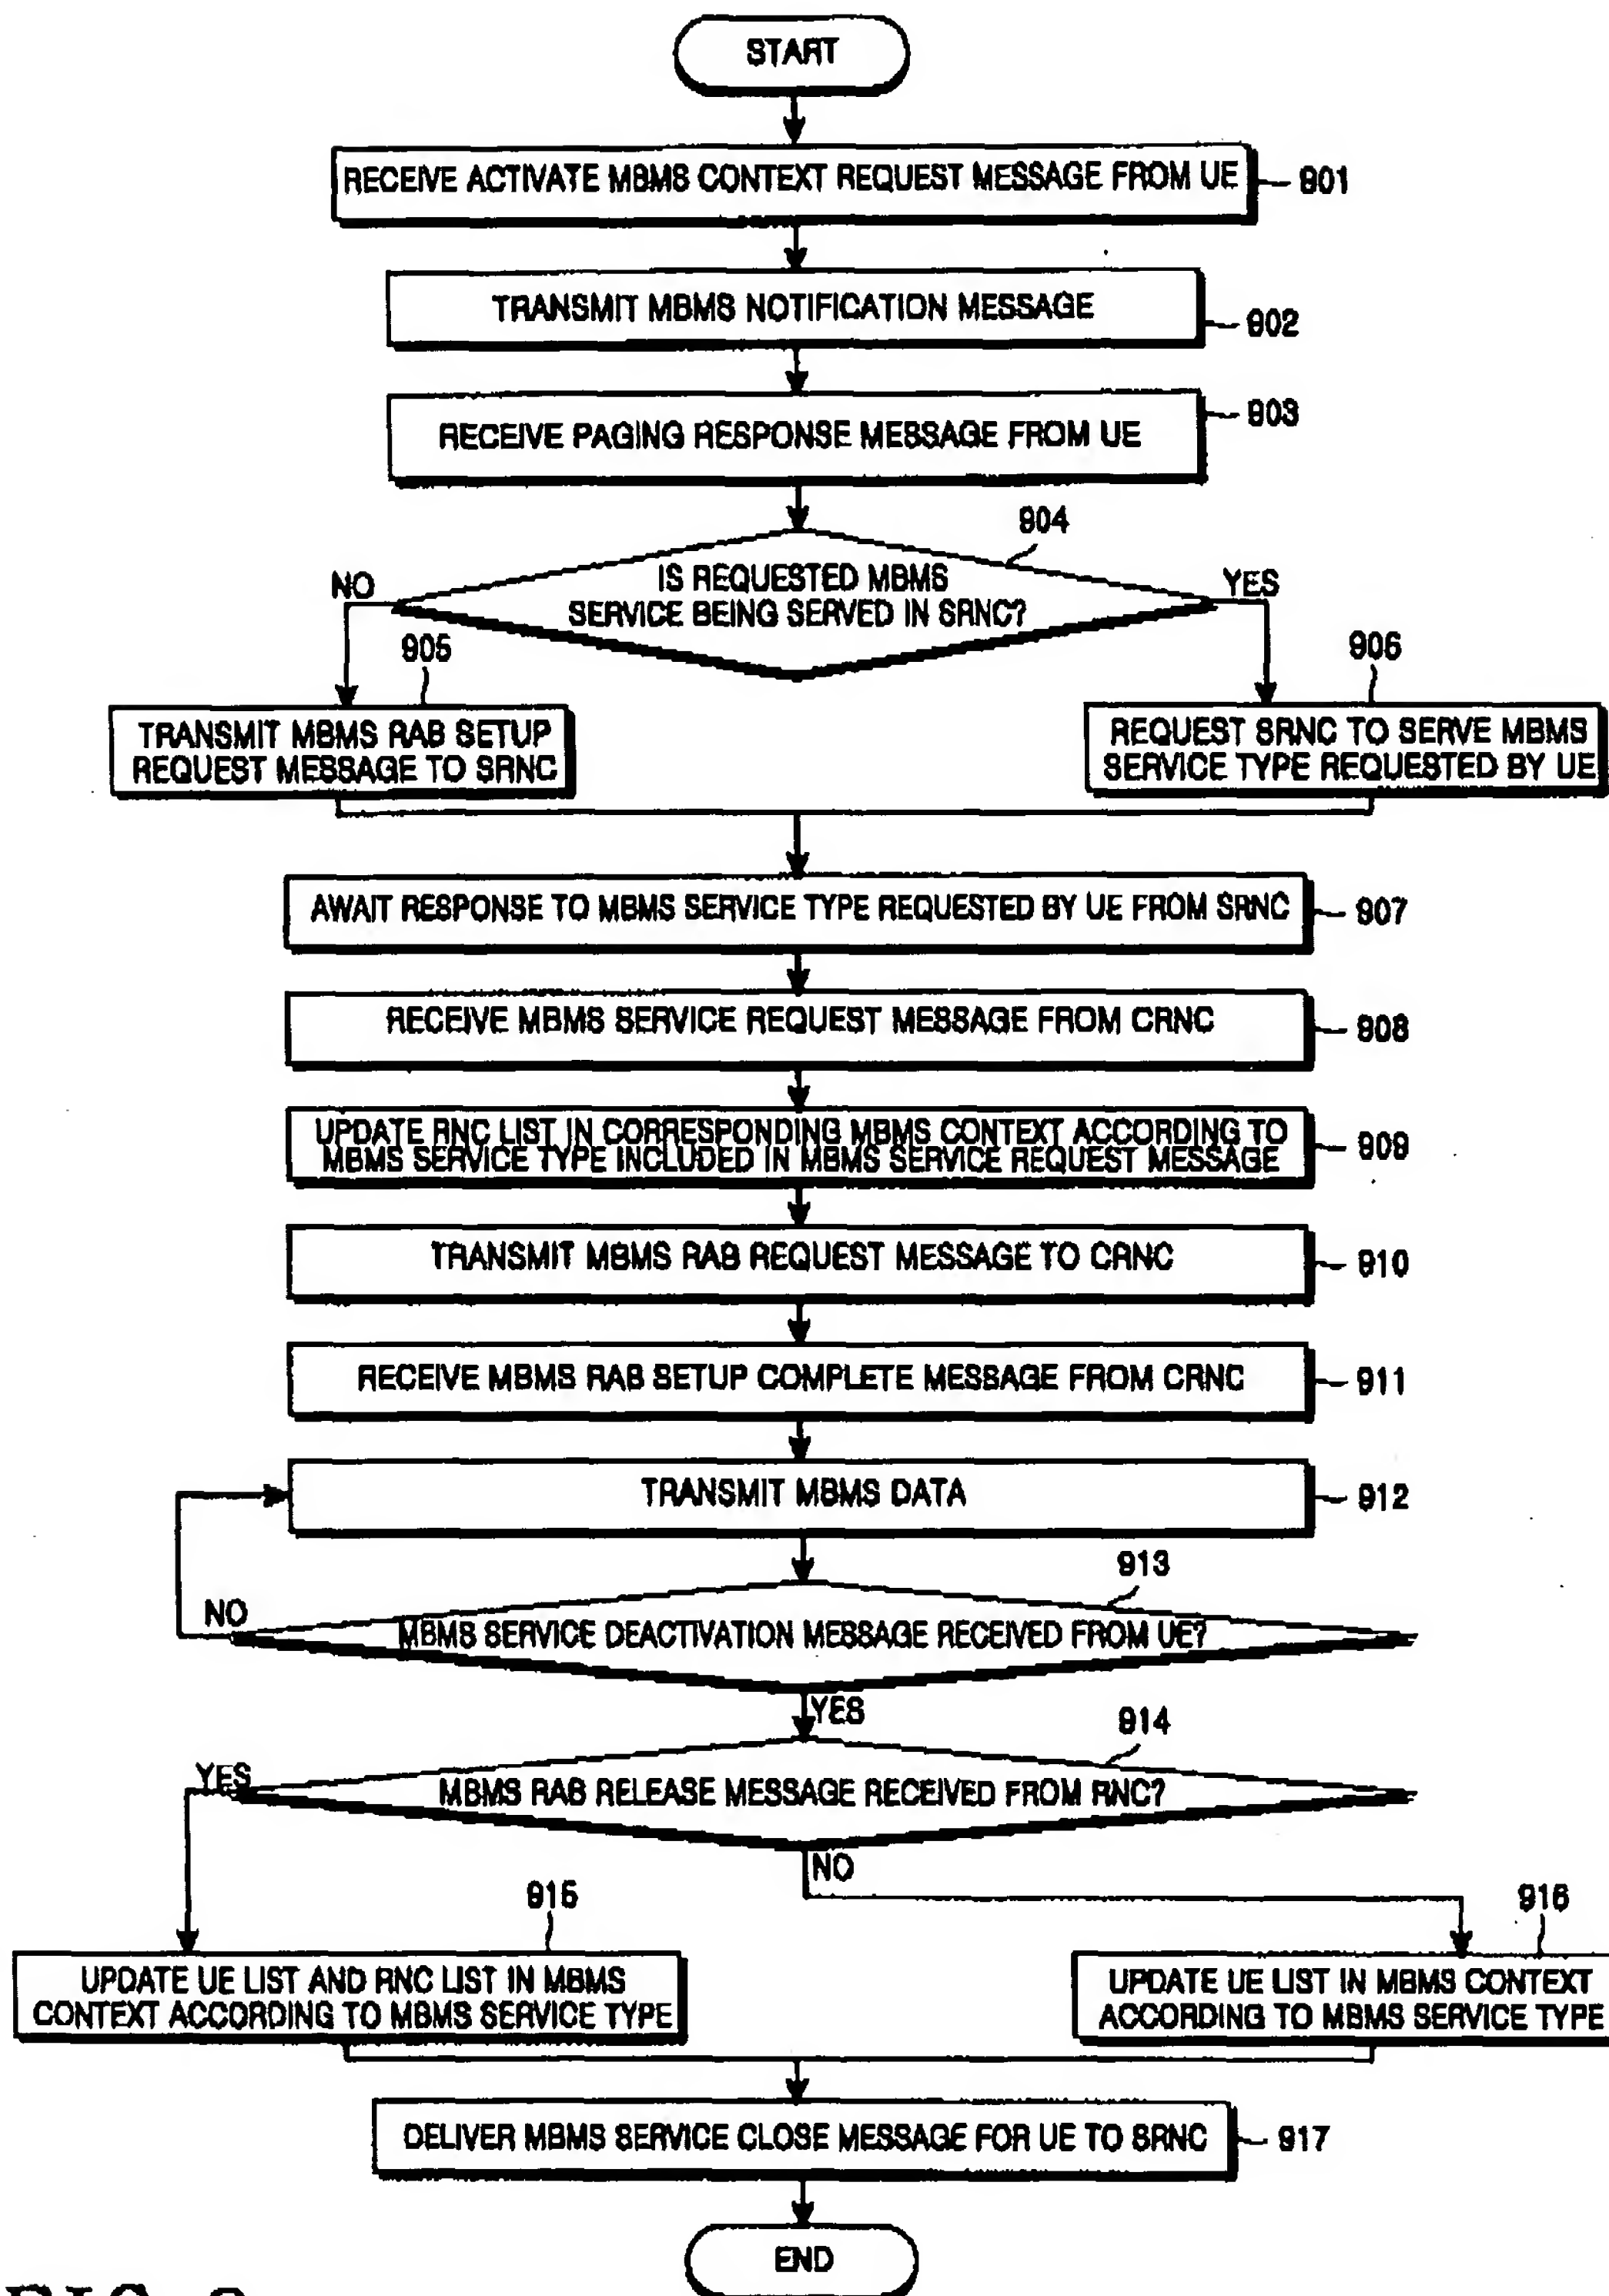 START
RECEIVE ACTIVATE MBMS CONTEXT REQUEST MESSAGE FROM UE
901
TRANSMIT MBMS NOTIFICATION MESSAGE
902
RECEIVE PAGING RESPONSE MESSAGE FROM UE
903
904
IS REQUESTED MBMS
SERVICE BEING SERVED IN SRNC?
NO
YES
905
906
TRANSMIT MBMS RAB SETUP
REQUEST MESSAGE TO SRNC
REQUEST SRNC TO SERVE MBMS
SERVICE TYPE REQUESTED BY UE
AWAIT RESPONSE TO MBMS SERVICE TYPE REQUESTED BY UE FROM SRNC
907
RECEIVE MBMS SERVICE REQUEST MESSAGE FROM CRNC
908
UPDATE RNC LIST IN CORRESPONDING MBMS CONTEXT ACCORDING TO
MBMS SERVICE TYPE INCLUDED IN MBMS SERVICE REQUEST MESSAGE
909
TRANSMIT MBMS RAB REQUEST MESSAGE TO CRNC
910
RECEIVE MBMS RAB SETUP COMPLETE MESSAGE FROM CRNC
911
TRANSMIT MBMS DATA
912
913
NO
MBMS SERVICE DEACTIVATION MESSAGE RECEIVED FROM UE?
YES
914
YES
MBMS RAB RELEASE MESSAGE RECEIVED FROM RNC?
NO
915
916
UPDATE UE LIST AND RNC LIST IN MBMS
CONTEXT ACCORDING TO MBMS SERVICE TYPE
UPDATE UE LIST IN MBMS CONTEXT
ACCORDING TO MBMS SERVICE TYPE
DELIVER MBMS SERVICE CLOSE MESSAGE FOR UE TO SRNC
917
END